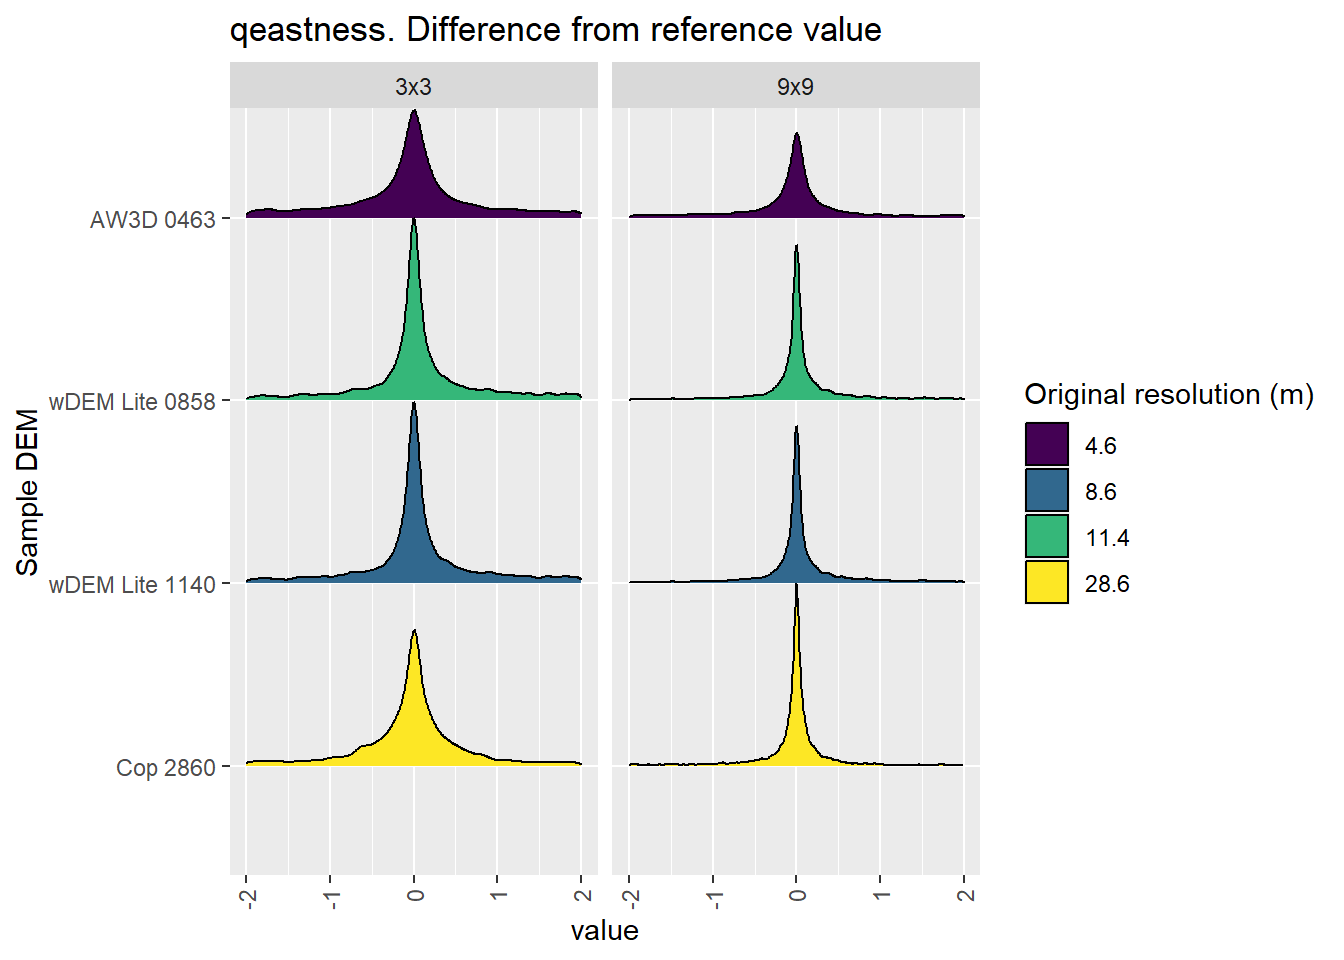 qeastness. Difference from reference value
3x3
9x9
Sample DEM
AW3D 0463
wDEM Lite 0858
wDEM Lite 1140
Cop 2860
-2
-1
0
1
2
-2
-1
0
1
2
value
Original resolution (m)
4.6
8.6
11.4
28.6